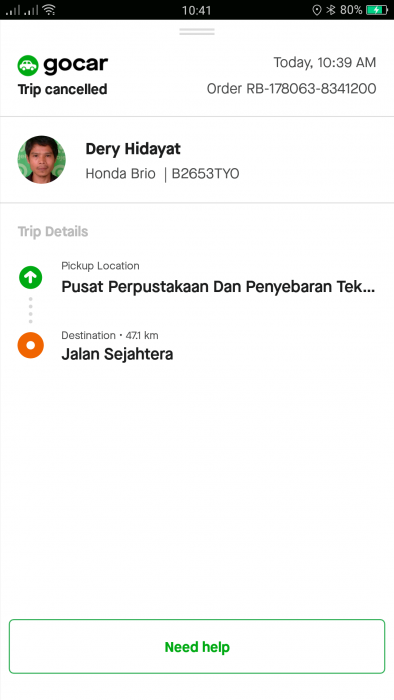 10:41
80%
gocar
Today, 10:39 AM
Trip cancelled
Order RB-178063-8341200
Dery Hidayat
Honda Brio | B2653TYO
Trip Details
Pickup Location
Pusat Perpustakaan Dan Penyebaran Tek...
Destination • 47.1 km
Jalan Sejahtera
Need help